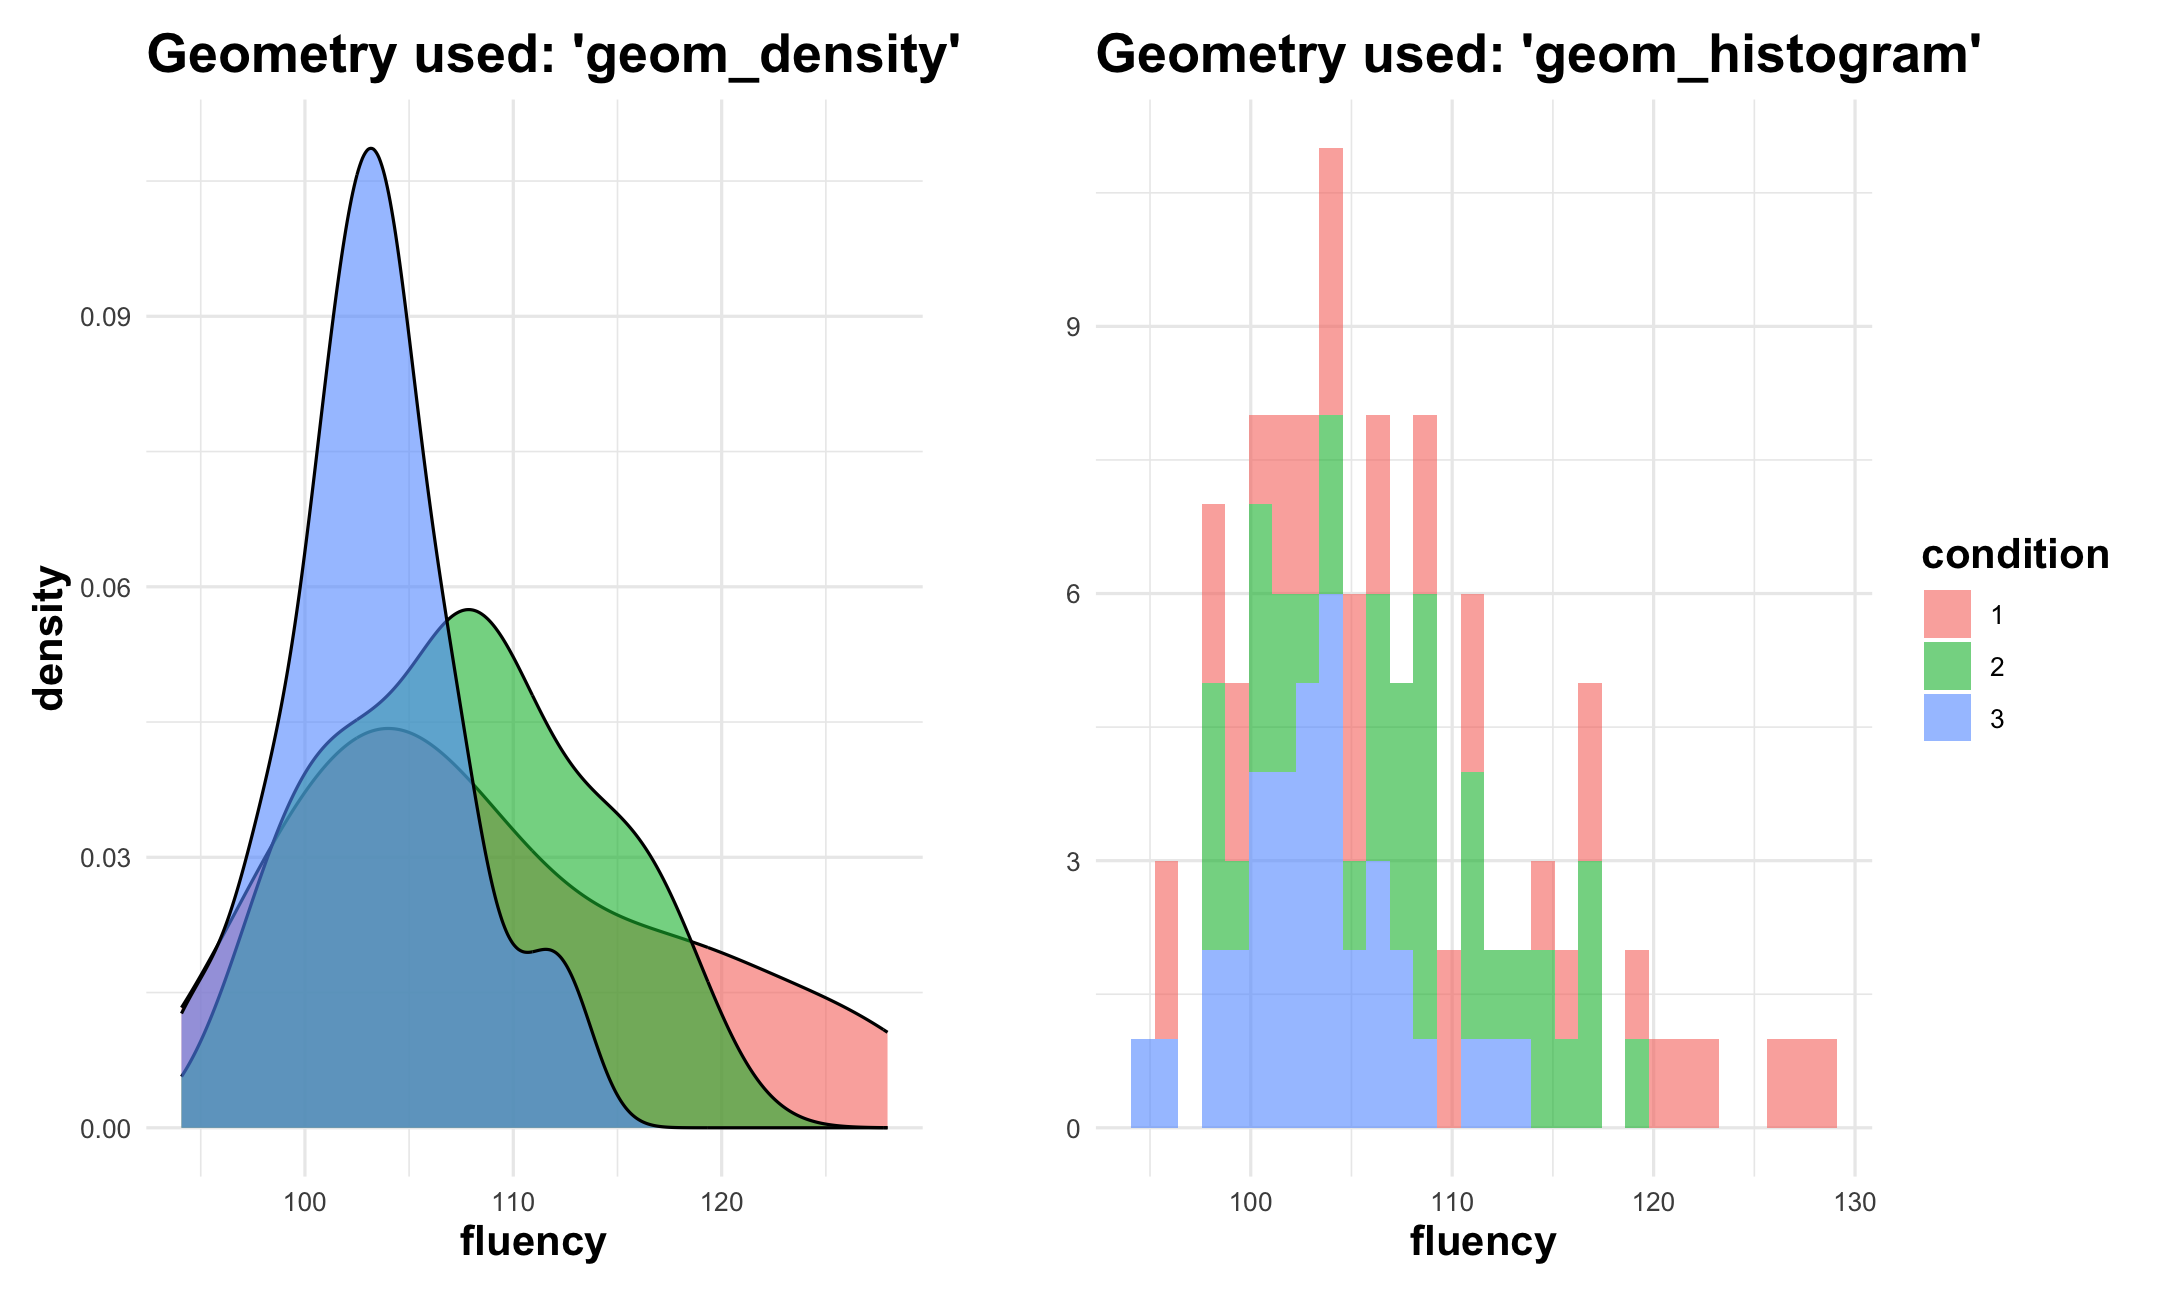 Geometry used: 'geom_density'
density
0.09
0.06
0.03
0.00
100 110 120
fluency
Geometry used: 'geom_histogram'
9
6
3
0
100 110 120 130
fluency
condition
1
2
3